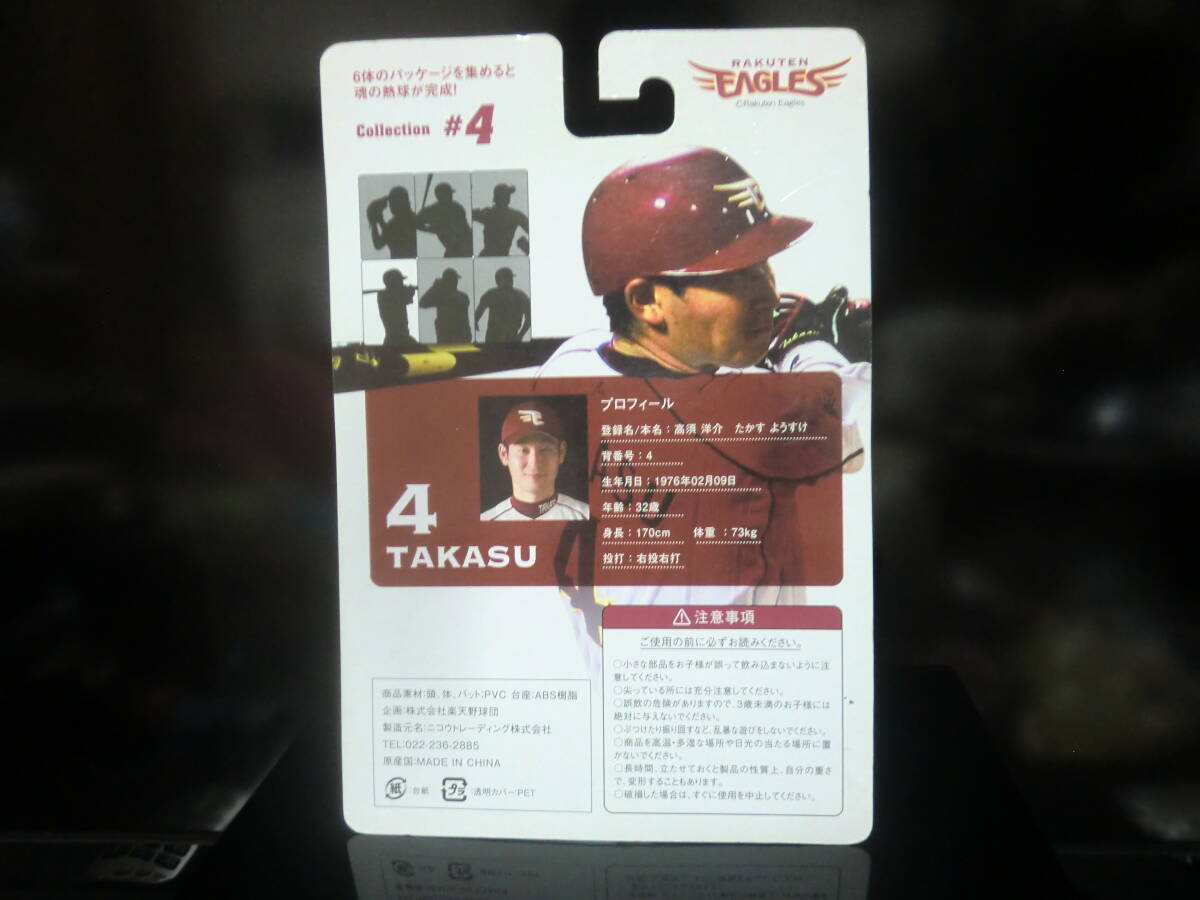 6体のパッケージを集めると
魂の熱球が完成!
Collection #4
RAKUTEN
EAGLES
©Rakuten Eagles
プロフィール
登録名/本名：高須 洋介　たかす ようすけ
背番号：4
生年月日：1976年02月09日
年齢：32歳
身長：170cm　体重：73kg
投打：右投右打
4
TAKASU
注意事項
ご使用の前に必ずお読みください。
○小さな部品をお子様が誤って飲み込まないように注
意してください。
○尖っている所には充分注意してください。
○誤飲の危険がありますので、3歳未満のお子様には
絶対に与えないでください。
○ぶつけたり振り回すなど、乱暴な遊びをしないでください。
○商品を高温・多湿な場所や日光の当たる場所に置
かないでください。
○長時間、立たせておくと製品の性質上、自分の重さ
で、変形することもあります。
○破損した場合は、すぐに使用を中止してください。
商品素材：頭、体、バット：PVC 台座：ABS樹脂
企画：株式会社楽天野球団
製造元名：ニコウトレーディング株式会社
TEL:022-236-2885
原産国：MADE IN CHINA
紙：台紙 プラ：透明カバー：PET